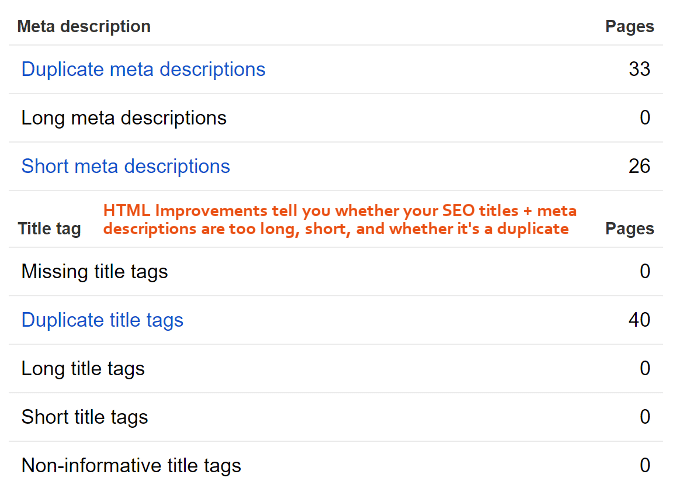 Meta description Pages
Duplicate meta descriptions 33
Long meta descriptions 0
Short meta descriptions 26
HTML Improvements tell you whether your SEO titles + meta
descriptions are too long, short, and whether it's a duplicate
Title tag Pages
Missing title tags 0
Duplicate title tags 40
Long title tags 0
Short title tags 0
Non-informative title tags 0